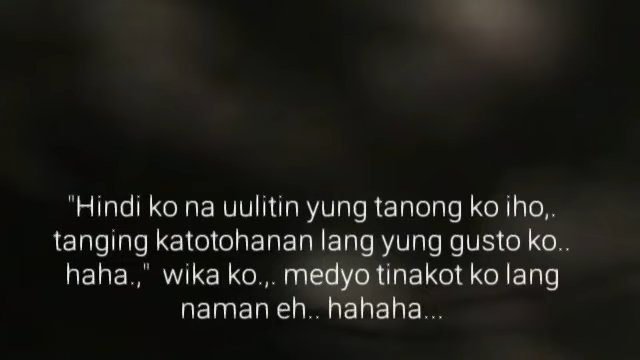 "Hindi ko na uulitin yung tanong ko iho,.
tanging katotohanan lang yung gusto ko..
haha.," wika ko.,. medyo tinakot ko lang
naman eh.. hahaha...